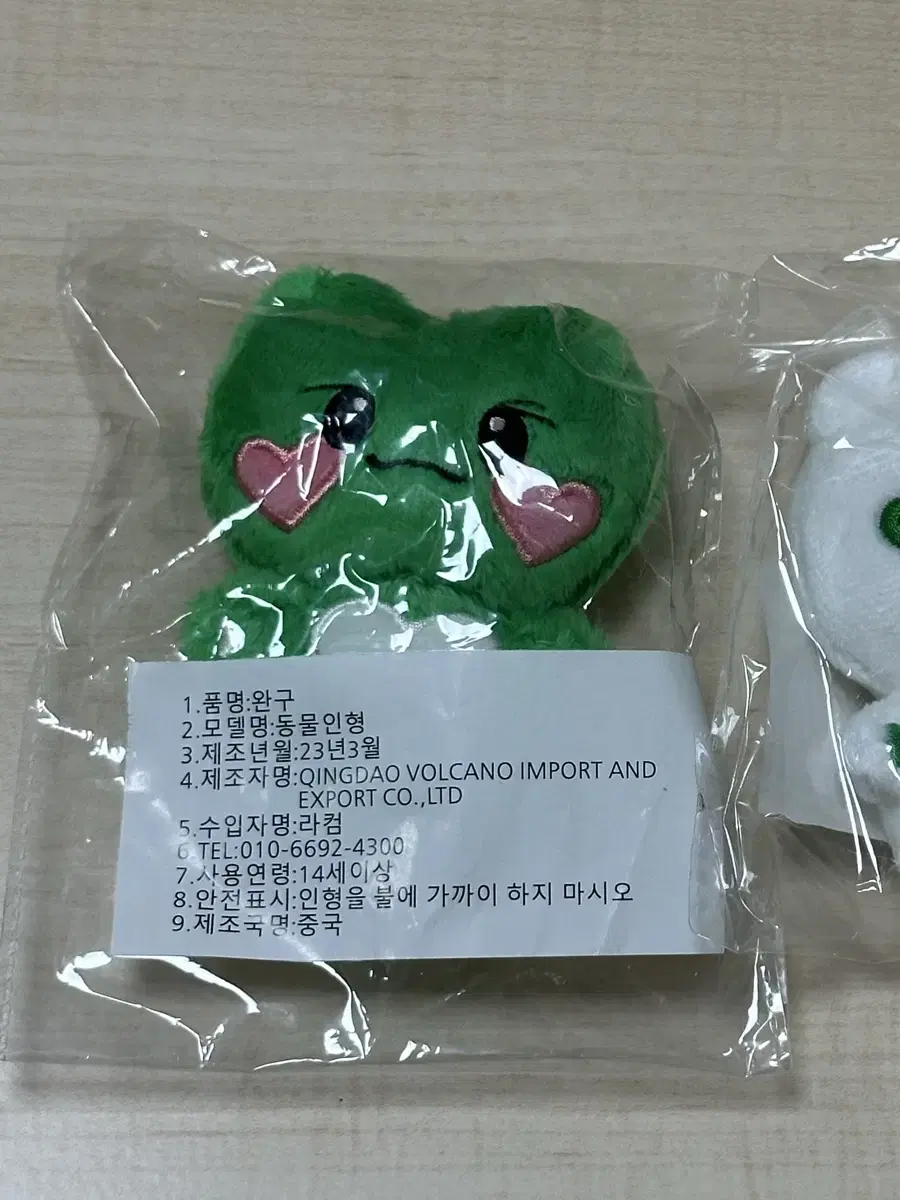 1.품명:완구
2.모델명:동물인형
3.제조년월:23년3월
4.제조자명:QINGDAO VOLCANO IMPORT AND
EXPORT CO.,LTD
5.수입자명:라컴
6.TEL:010-6692-4300
7.사용연령:14세이상
8.안전표시:인형을 불에 가까이 하지 마시오
9.제조국명:중국